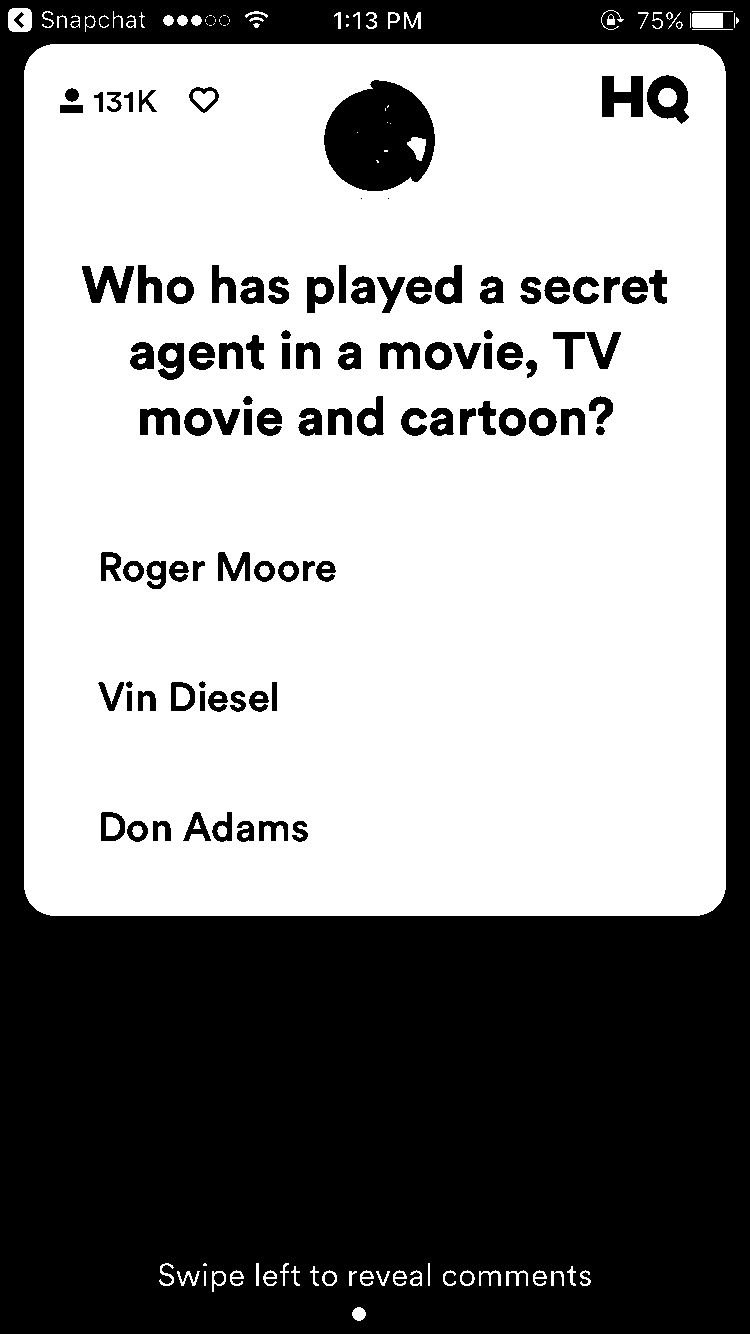 Snapchat 1:13 PM 75%
131K HQ
Who has played a secret
agent in a movie, TV
movie and cartoon?
Roger Moore
Vin Diesel
Don Adams
Swipe left to reveal comments